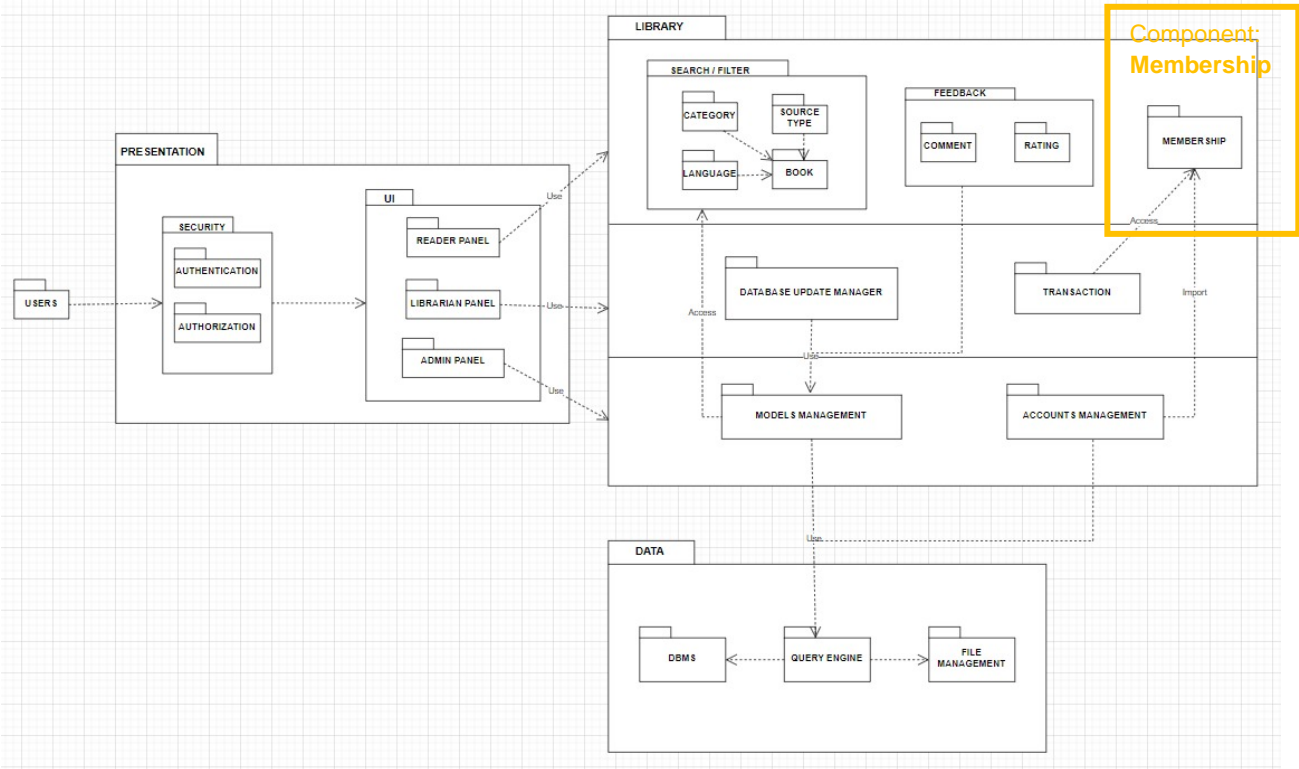 LIBRARY
Component:
Membership
SEARCH / FILTER
CATEGORY
SOURCE
TYPE
LANGUAGE
BOOK
FEEDBACK
COMMENT
RATING
MEMBERSHIP
PRESENTATION
SECURITY
AUTHENTICATION
AUTHORIZATION
UI
READER PANEL
LIBRARIAN PANEL
ADMIN PANEL
USERS
Use
Use
Use
Access
DATABASE UPDATE MANAGER
TRANSACTION
Access
Import
Use
MODELS MANAGEMENT
ACCOUNTS MANAGEMENT
Use
DATA
DBMS
QUERY ENGINE
FILE
MANAGEMENT